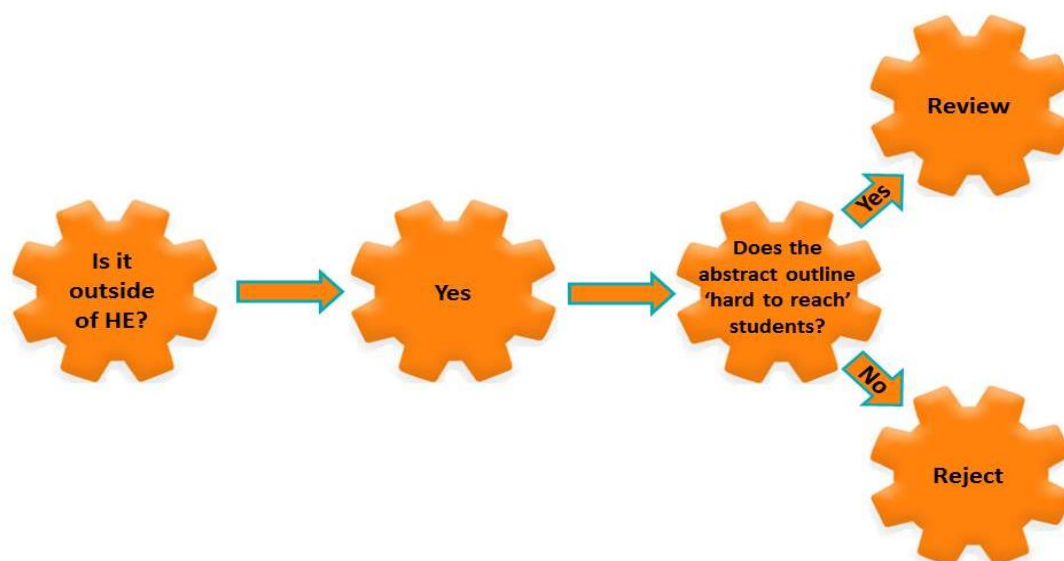 Is it
outside
of HE?
Yes
Does the
abstract outline
‘hard to reach’
students?
Yes
Review
No
Reject